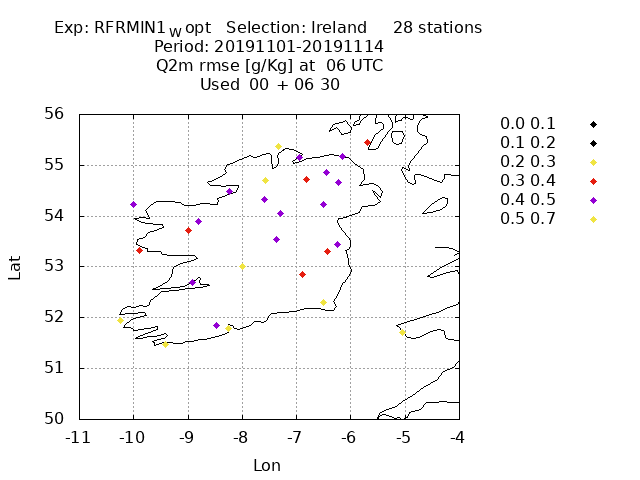 Exp: RFRMIN1 W opt Selection: Ireland 28 stations
Period: 20191101-20191114
Q2m rmse [g/Kg] at 06 UTC
Used 00 + 06 30
0.0 0.1
0.1 0.2
0.2 0.3
0.3 0.4
0.4 0.5
0.5 0.7
56
55
54
53
52
51
50
Lat
-11 -10 -9 -8 -7 -6 -5 -4
Lon